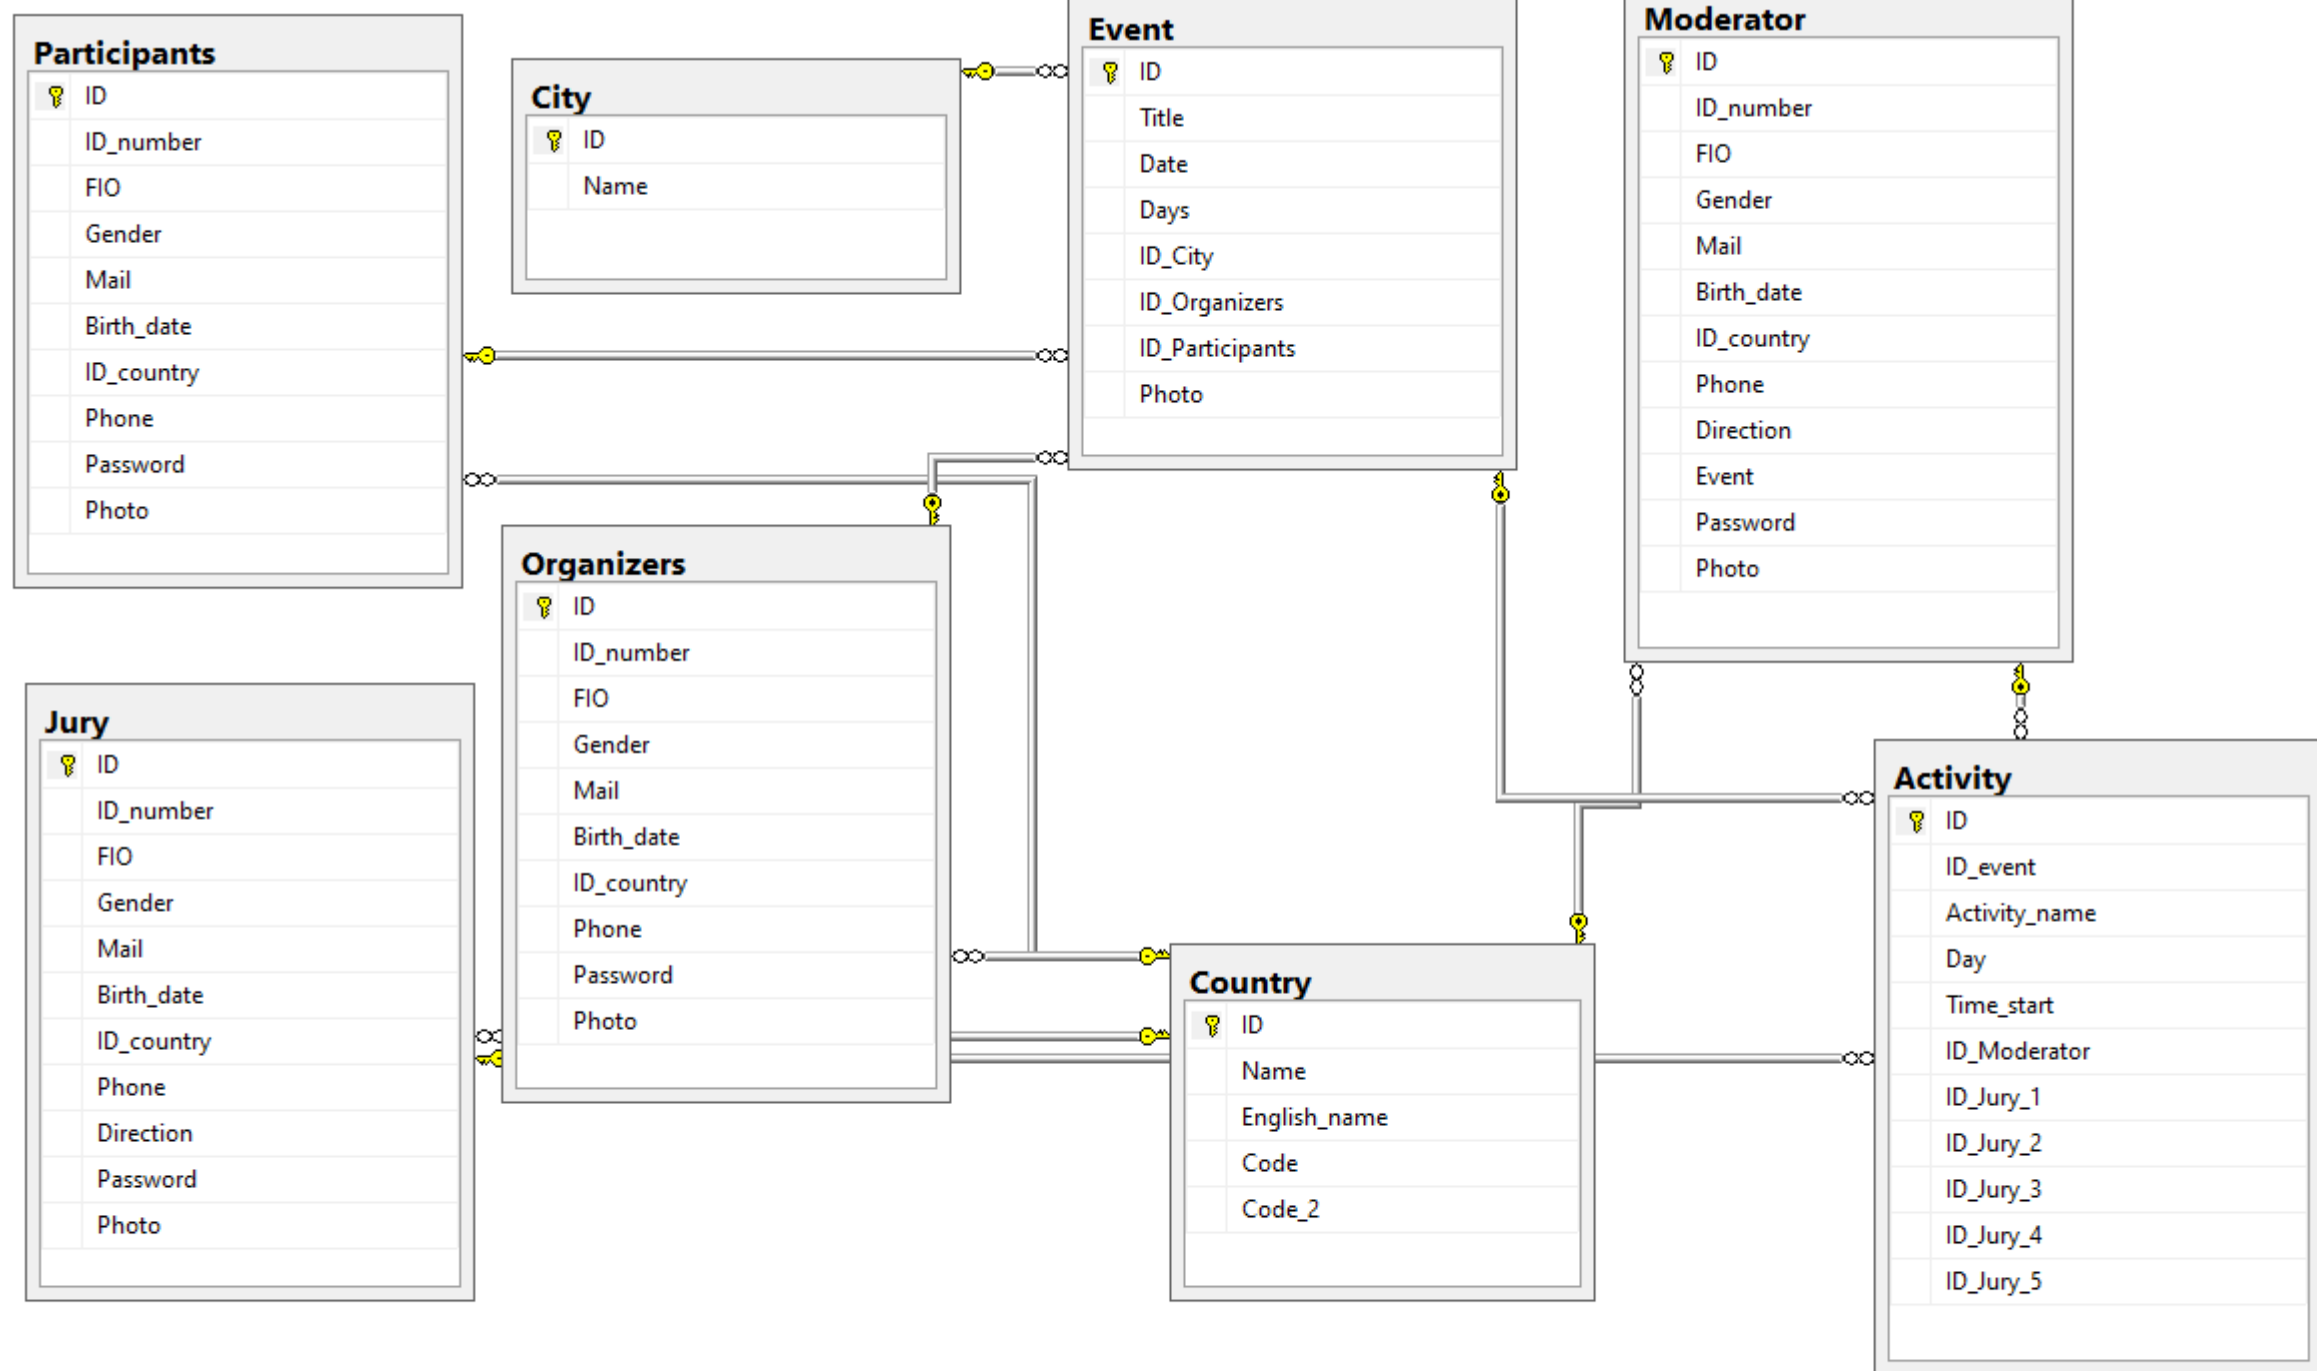 Participants
ID
ID_number
FIO
Gender
Mail
Birth_date
ID_country
Phone
Password
Photo
City
ID
Name
Event
ID
Title
Date
Days
ID_City
ID_Organizers
ID_Participants
Photo
Moderator
ID
ID_number
FIO
Gender
Mail
Birth_date
ID_country
Phone
Direction
Event
Password
Photo
Jury
ID
ID_number
FIO
Gender
Mail
Birth_date
ID_country
Phone
Direction
Password
Photo
Organizers
ID
ID_number
FIO
Gender
Mail
Birth_date
ID_country
Phone
Password
Photo
Country
ID
Name
English_name
Code
Code_2
Activity
ID
ID_event
Activity_name
Day
Time_start
ID_Moderator
ID_Jury_1
ID_Jury_2
ID_Jury_3
ID_Jury_4
ID_Jury_5